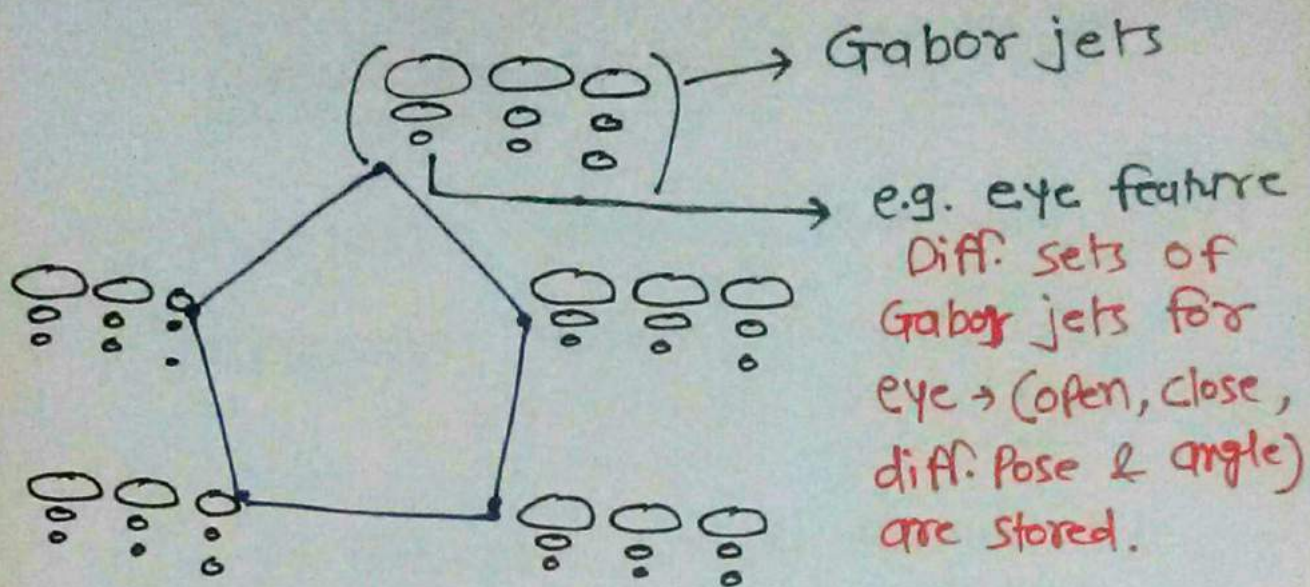 Gabor jets
e.g. eye feature
Diff. sets of
Gabor jets for
eye → (open, close,
diff. Pose & angle)
are stored.